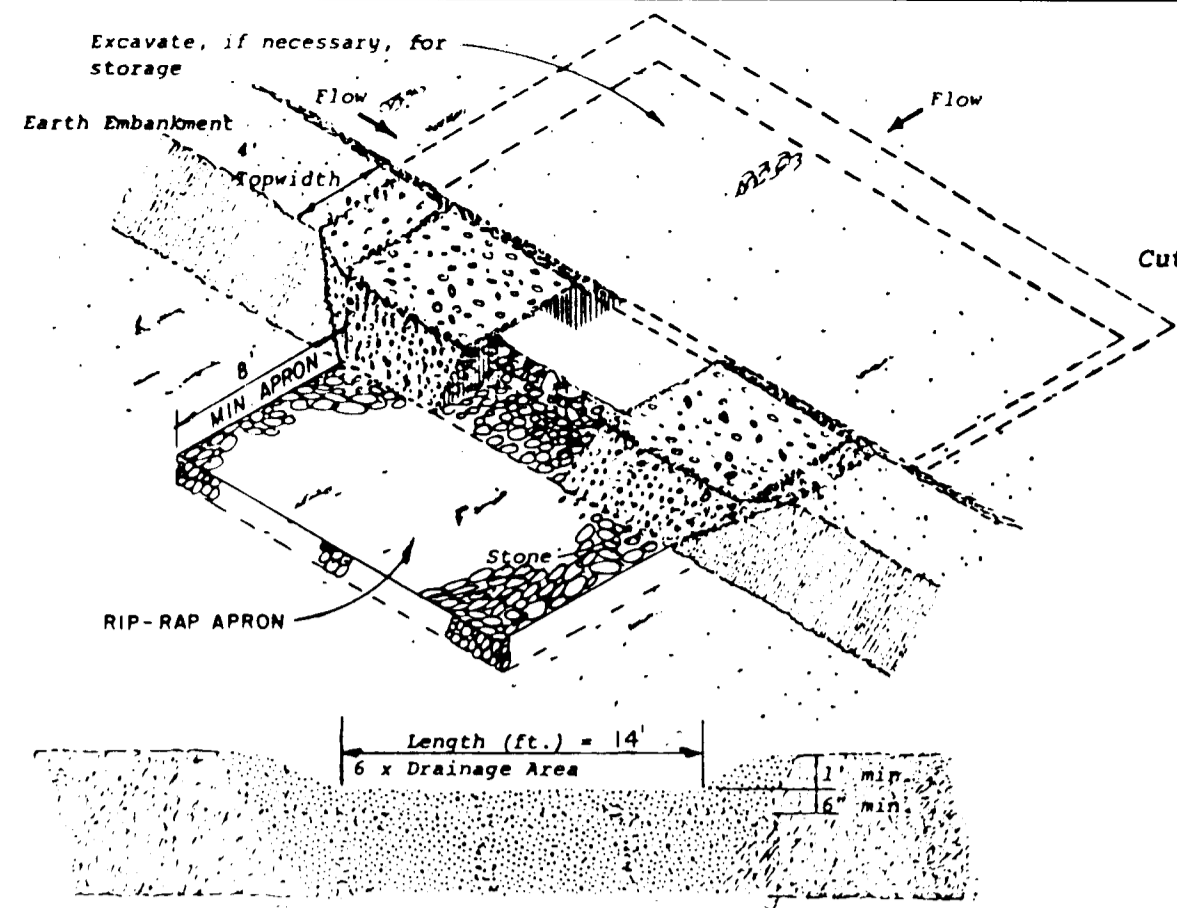 Excavate, if necessary, for
storage
Flow
Flow
Earth Embankment
4'
Topwidth
Cut
8'
MIN APRON
Stone
RIP-RAP APRON
Length (ft.) = 14'
6 x Drainage Area
1' min.
6" min.